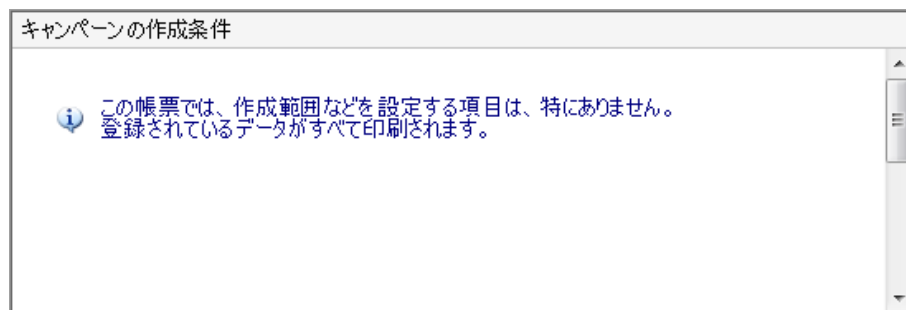 キャンペーンの作成条件
この帳票では、作成範囲などを設定する項目は、特にありません。
登録されているデータがすべて印刷されます。